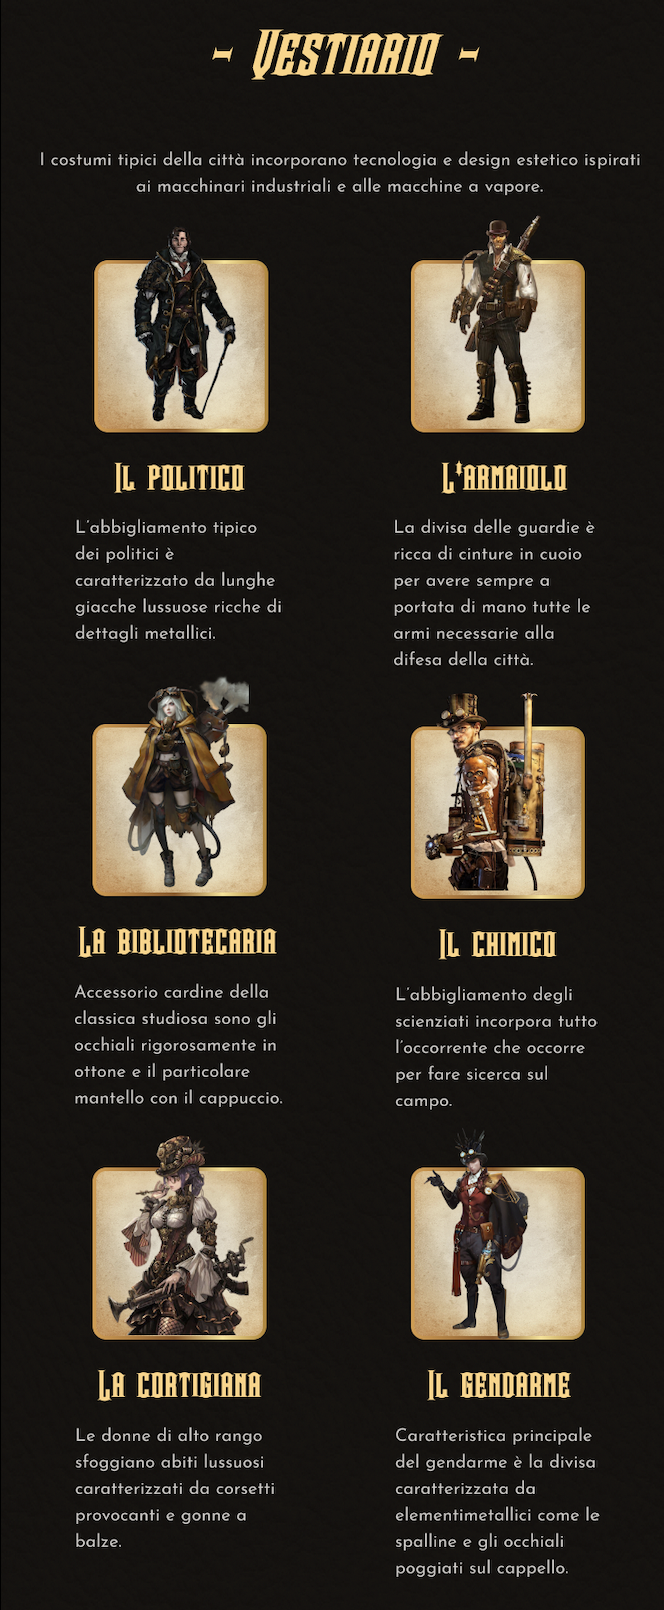 - Vestiario -
I costumi tipici della città incorporano tecnologia e design estetico ispirati
ai macchinari industriali e alle macchine a vapore.
Il politico
L'abbigliamento tipico
dei politici è
caratterizzato da lunghe
giacche lussuose ricche di
dettagli metallici.
L'armaiolo
La divisa delle guardie è
ricca di cinture in cuoio
per avere sempre a
portata di mano tutte le
armi necessarie alla
difesa della città.
La bibliotecaria
Accessorio cardine della
classica studiosa sono gli
occhiali rigorosamente in
ottone e il particolare
mantello con il cappuccio.
Il chimico
L'abbigliamento degli
scienziati incorpora tutto
l'occorrente che occorre
per fare sicerca sul
campo.
La cortigiana
Le donne di alto rango
sfoggiano abiti lussuosi
caratterizzati da corsetti
provocanti e gonne a
balze.
Il gendarme
Caratteristica principale
del gendarme è la divisa
caratterizzata da
elementimetallici come le
spalline e gli occhiali
poggiati sul cappello.